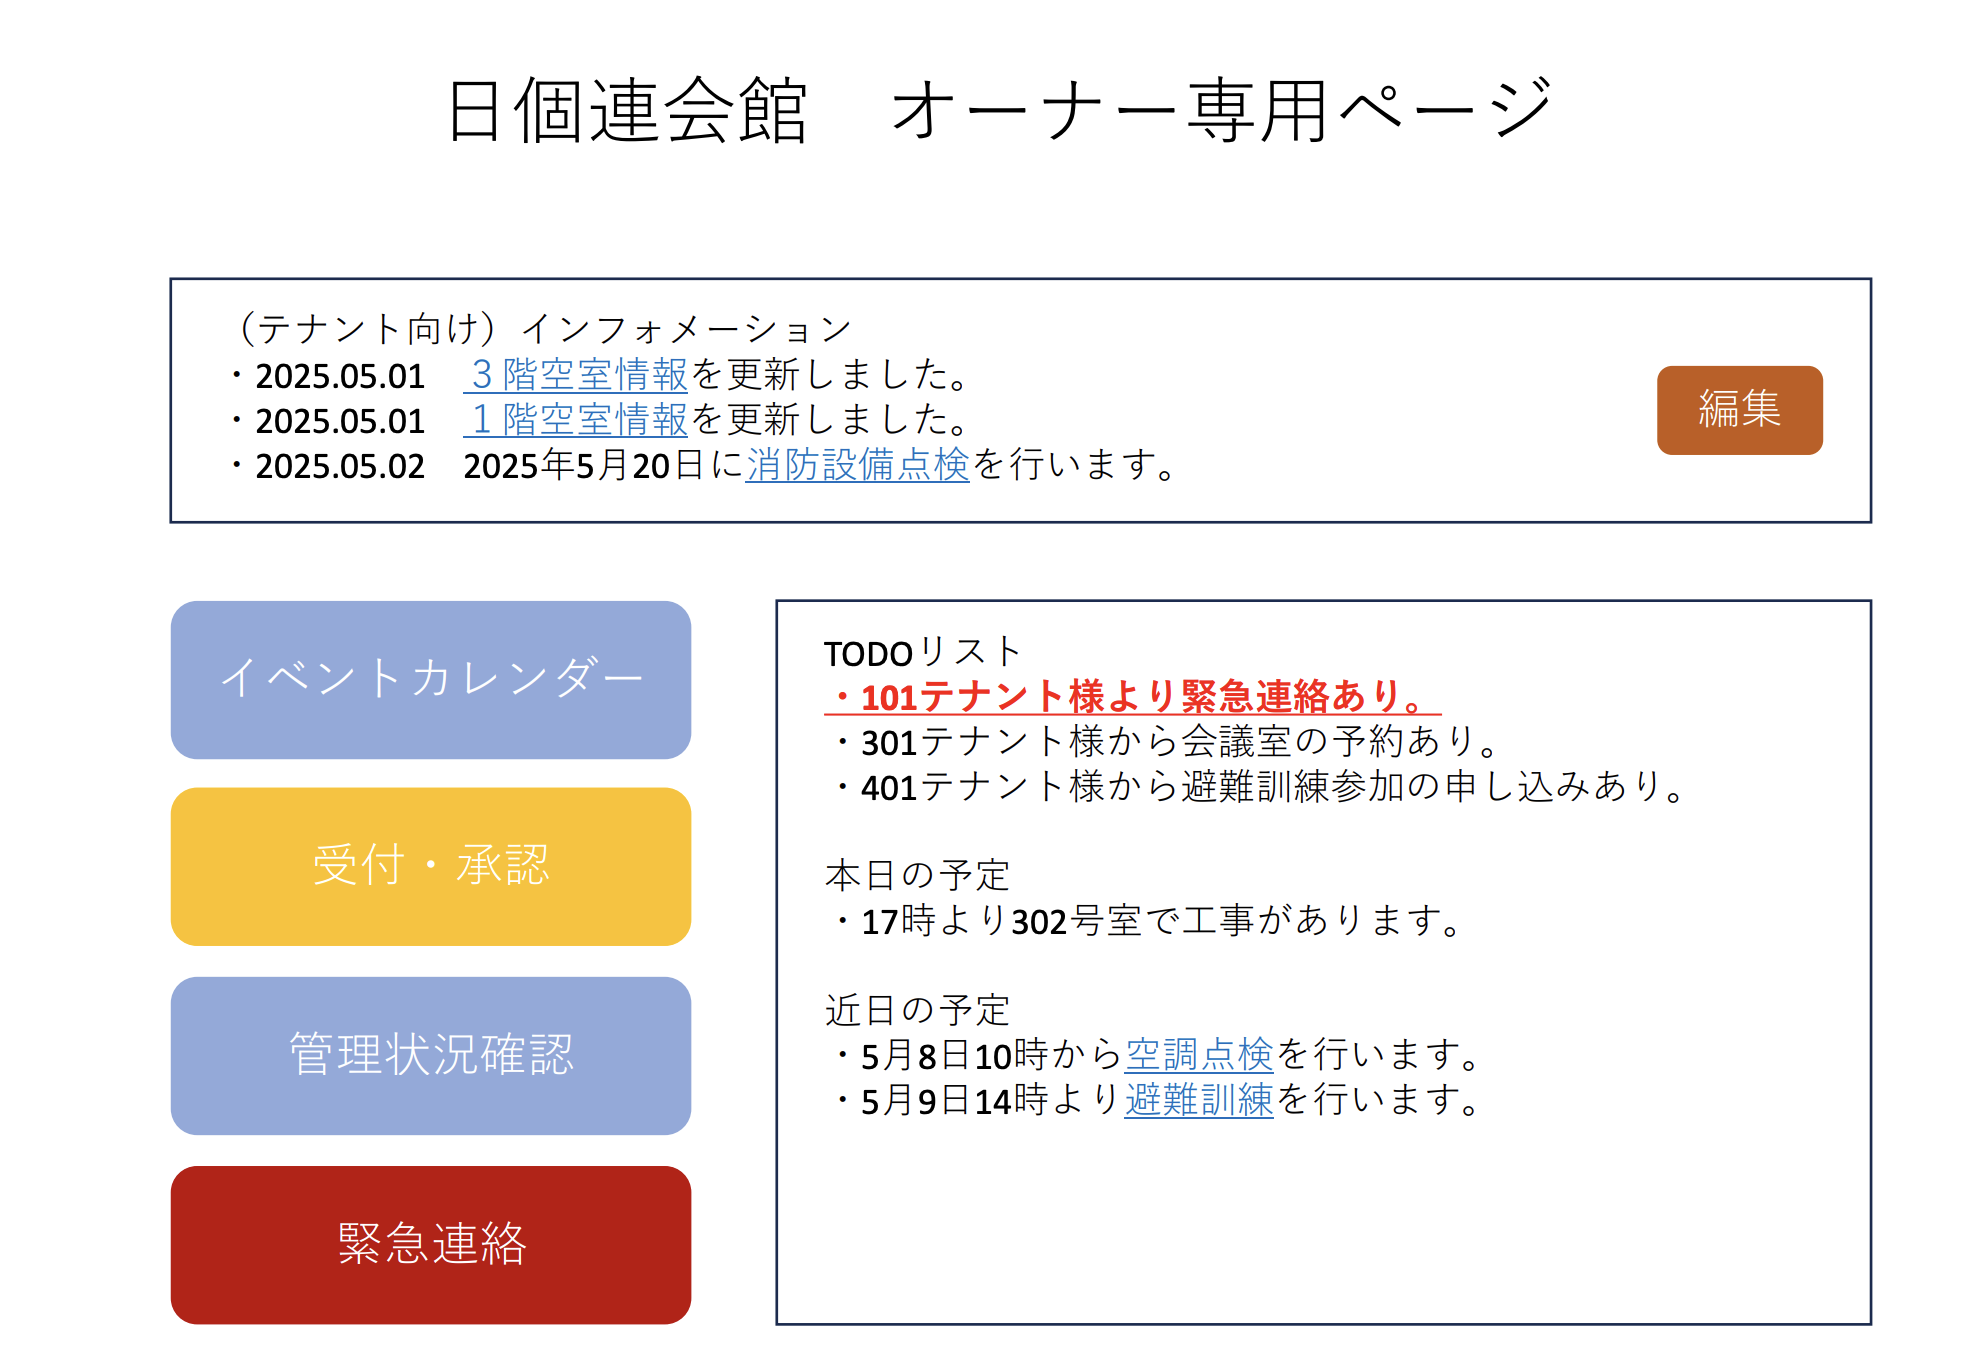 日個連会館　オーナー専用ページ
（テナント向け）インフォメーション
・2025.05.01　３階空室情報を更新しました。
・2025.05.01　１階空室情報を更新しました。
・2025.05.02　2025年5月20日に消防設備点検を行います。
編集
イベントカレンダー
受付・承認
管理状況確認
緊急連絡
TODOリスト
・101テナント様より緊急連絡あり。
・301テナント様から会議室の予約あり。
・401テナント様から避難訓練参加の申し込みあり。
本日の予定
・17時より302号室で工事があります。
近日の予定
・5月8日10時から空調点検を行います。
・5月9日14時より避難訓練を行います。